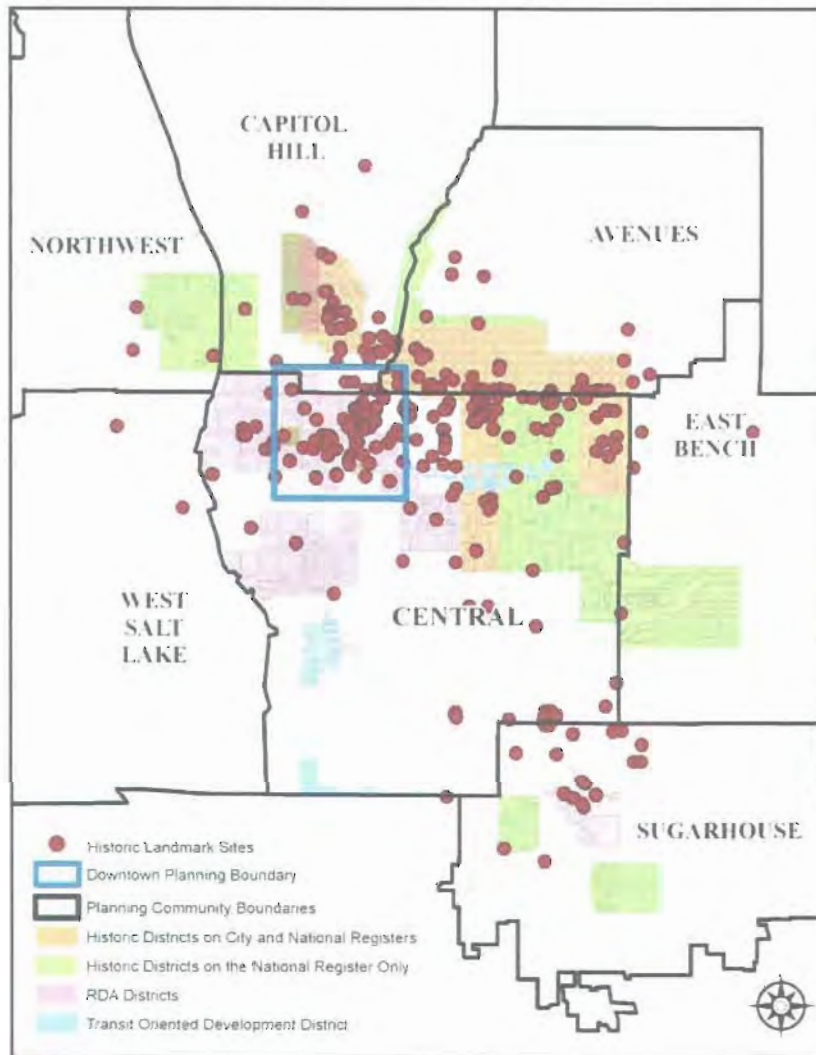 CAPITOL
HILL
NORTHWEST
AVENUES
EAST
BENCH
WEST
SALT
LAKE
CENTRAL
SUGARHOUSE
Historic Landmark Sites
Downtown Planning Boundary
Planning Community Boundaries
Historic Districts on City and National Registers
Historic Districts on the National Register Only
RDA Districts
Transit Oriented Development District